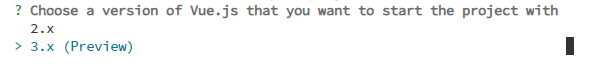 ? Choose a version of Vue.js that you want to start the project with
2.x
> 3.x (Preview)